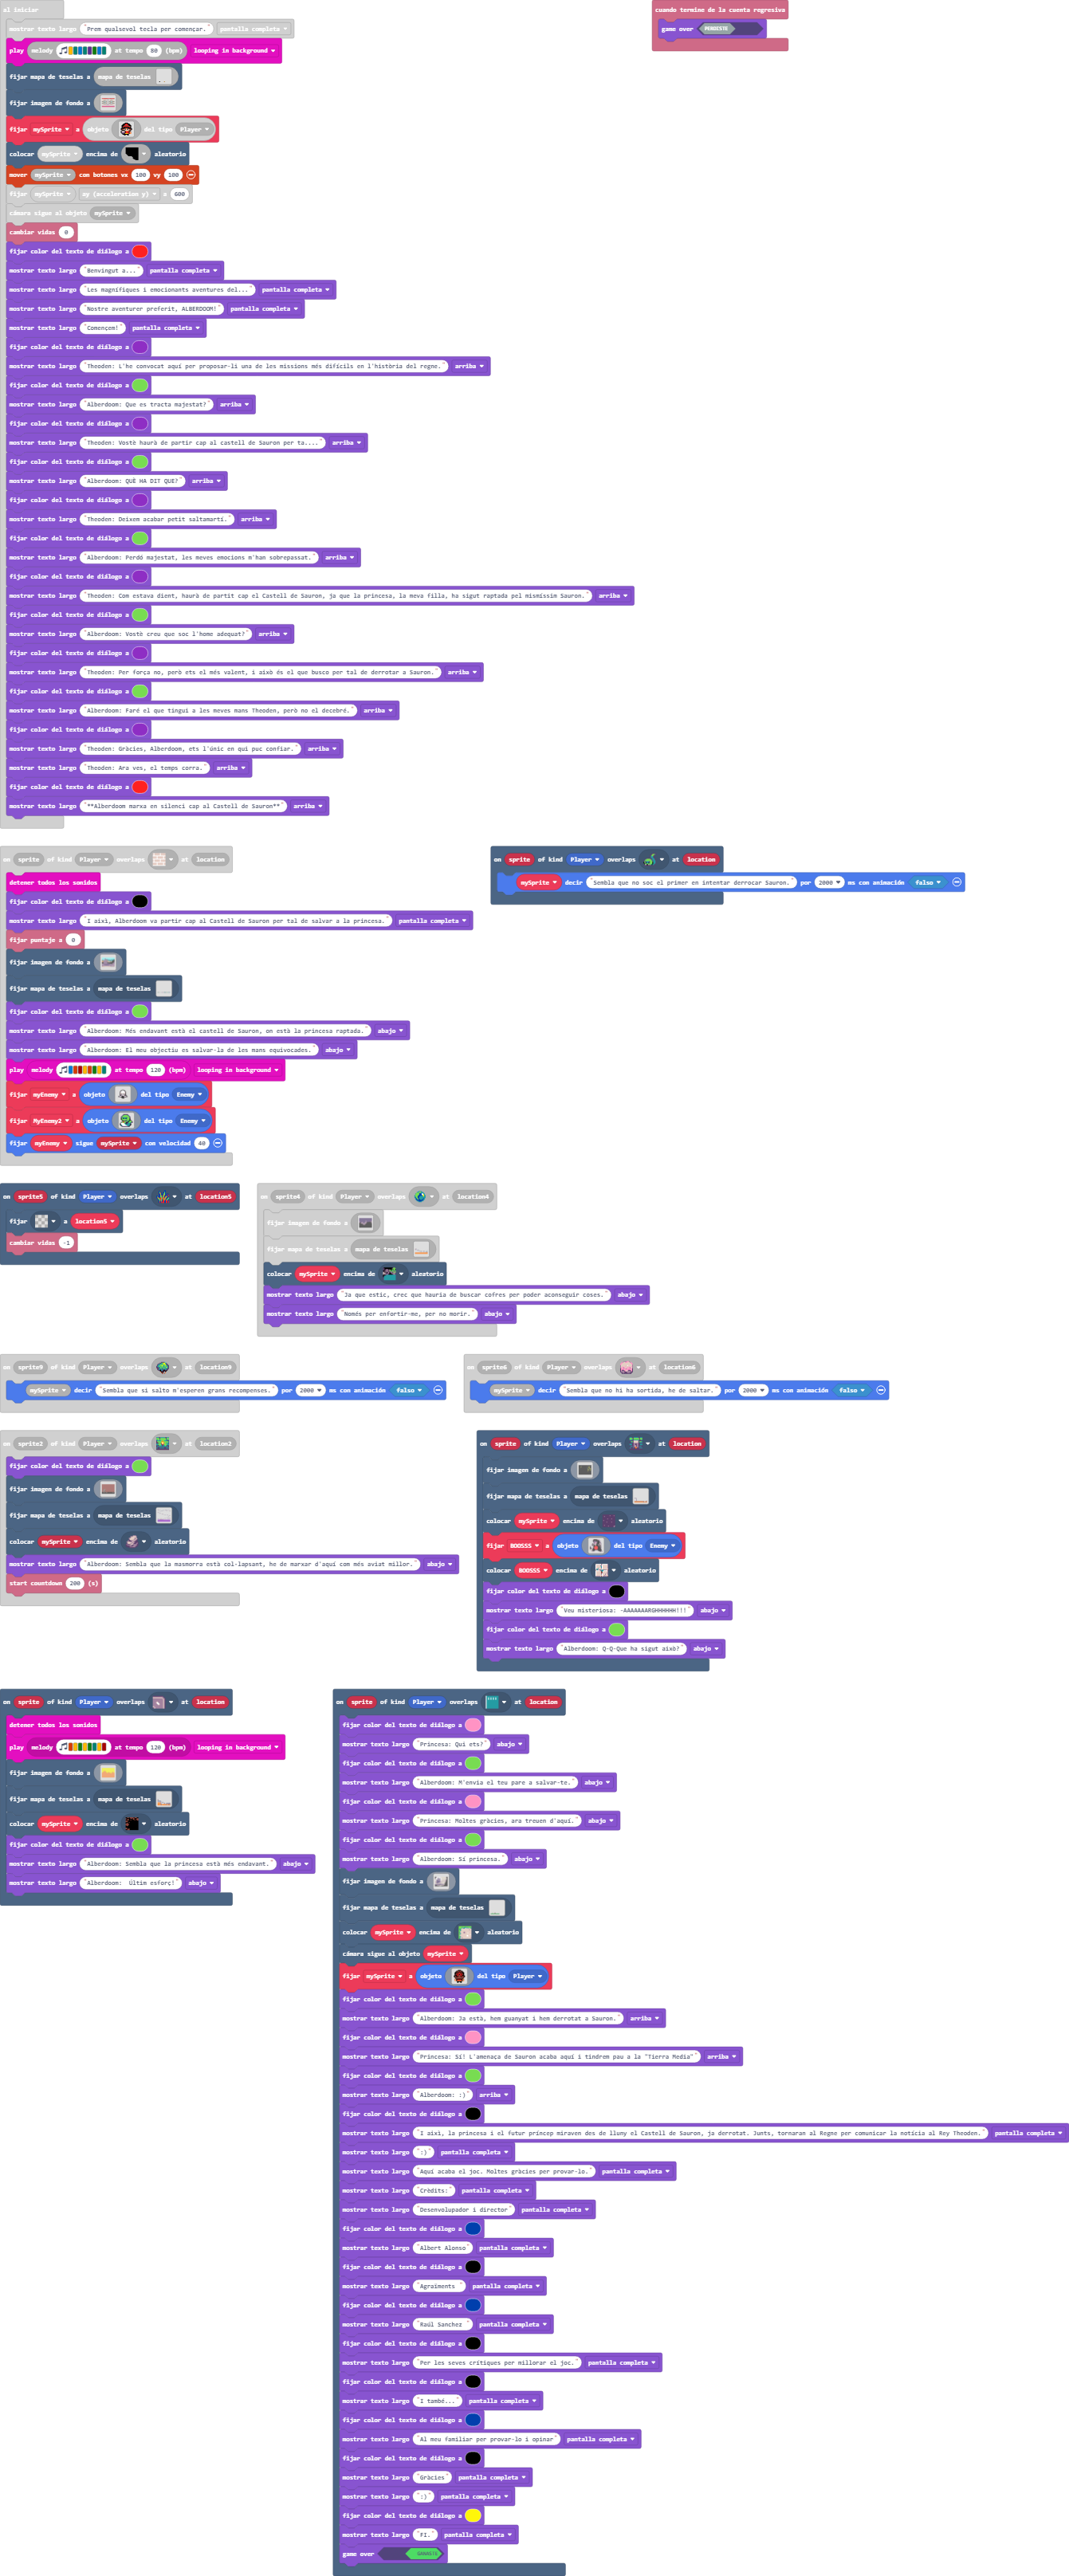 al iniciar
mostrar texto largo "Prem qualsevol tecla per començar." pantalla completa
play melody at tempo 80 (bpm) looping in background
fijar mapa de teselas a mapa de teselas
fijar imagen de fondo a
fijar mySprite a objeto del tipo Player
colocar mySprite encima de aleatorio
mover mySprite con botones vx 100 vy 100
fijar mySprite ay (acceleration y) a 600
cámara sigue al objeto mySprite
cambiar vidas 0
fijar color del texto de diálogo a
mostrar texto largo "Benvingut a..." pantalla completa
mostrar texto largo "Les magnífiques i emocionants aventures del..." pantalla completa
mostrar texto largo "Nostre aventurer preferit, ALBERDOOM!" pantalla completa
mostrar texto largo "Començem!" pantalla completa
fijar color del texto de diálogo a
mostrar texto largo "Theoden: L'he convocat aquí per proposar-li una de les missions més difícils en l'història del regne." arriba
fijar color del texto de diálogo a
mostrar texto largo "Alberdoom: Que es tracta majestat?" arriba
fijar color del texto de diálogo a
mostrar texto largo "Theoden: Vostè haurà de partir cap al castell de Sauron per ta...." arriba
fijar color del texto de diálogo a
mostrar texto largo "Alberdoom: QUÈ HA DIT QUE?" arriba
fijar color del texto de diálogo a
mostrar texto largo "Theoden: Deixem acabar petit saltamartí." arriba
fijar color del texto de diálogo a
mostrar texto largo "Alberdoom: Perdó majestat, les meves emocions m'han sobrepassat." arriba
fijar color del texto de diálogo a
mostrar texto largo "Theoden: Com estava dient, haurà de partit cap el Castell de Sauron, ja que la princesa, la meva filla, ha sigut raptada pel mismíssim Sauron." arriba
fijar color del texto de diálogo a
mostrar texto largo "Alberdoom: Vostè creu que soc l'home adequat?" arriba
fijar color del texto de diálogo a
mostrar texto largo "Theoden: Per força no, però ets el més valent, i això és el que busco per tal de derrotar a Sauron." arriba
fijar color del texto de diálogo a
mostrar texto largo "Alberdoom: Faré el que tingui a les meves mans Theoden, però no el decebré." arriba
fijar color del texto de diálogo a
mostrar texto largo "Theoden: Gràcies, Alberdoom, ets l'únic en qui puc confiar." arriba
mostrar texto largo "Theoden: Ara ves, el temps corra." arriba
fijar color del texto de diálogo a
mostrar texto largo "**Alberdoom marxa en silenci cap al Castell de Sauron**" arriba
cuando termine de la cuenta regresiva
game over PERDISTE
on sprite of kind Player overlaps at location
detener todos los sonidos
fijar color del texto de diálogo a
mostrar texto largo "I així, Alberdoom va partir cap al Castell de Sauron per tal de salvar a la princesa." pantalla completa
fijar puntaje a 0
fijar imagen de fondo a
fijar mapa de teselas a mapa de teselas
fijar color del texto de diálogo a
mostrar texto largo "Alberdoom: Més endavant està el castell de Sauron, on està la princesa raptada." abajo
mostrar texto largo "Alberdoom: El meu objectiu es salvar-la de les mans equivocades." abajo
play melody at tempo 120 (bpm) looping in background
fijar myEnemy a objeto del tipo Enemy
fijar MyEnemy2 a objeto del tipo Enemy
fijar myEnemy sigue mySprite con velocidad 40
on sprite of kind Player overlaps at location
mySprite decir "Sembla que no soc el primer en intentar derrocar Sauron." por 2000 ms con animación falso
on sprite5 of kind Player overlaps at location5
fijar a location5
cambiar vidas -1
on sprite4 of kind Player overlaps at location4
fijar imagen de fondo a
fijar mapa de teselas a mapa de teselas
colocar mySprite encima de aleatorio
mostrar texto largo "Ja que estic, crec que hauria de buscar cofres per poder aconseguir coses." abajo
mostrar texto largo "Només per enfortir-me, per no morir." abajo
on sprite9 of kind Player overlaps at location9
mySprite decir "Sembla que si salto m'esperen grans recompenses." por 2000 ms con animación falso
on sprite6 of kind Player overlaps at location6
mySprite decir "Sembla que no hi ha sortida, he de saltar." por 2000 ms con animación falso
on sprite2 of kind Player overlaps at location2
fijar color del texto de diálogo a
fijar imagen de fondo a
fijar mapa de teselas a mapa de teselas
colocar mySprite encima de aleatorio
mostrar texto largo "Alberdoom: Sembla que la masmorra està col·lapsant, he de marxar d'aquí com més aviat millor." abajo
start countdown 200 (s)
on sprite of kind Player overlaps at location
fijar imagen de fondo a
fijar mapa de teselas a mapa de teselas
colocar mySprite encima de aleatorio
fijar BOOSSS a objeto del tipo Enemy
colocar BOOSSS encima de aleatorio
fijar color del texto de diálogo a
mostrar texto largo "Veu misteriosa: -AAAAAAARGHHHHHH!!!" abajo
fijar color del texto de diálogo a
mostrar texto largo "Alberdoom: Q-Q-Que ha sigut això?" abajo
on sprite of kind Player overlaps at location
detener todos los sonidos
play melody at tempo 120 (bpm) looping in background
fijar imagen de fondo a
fijar mapa de teselas a mapa de teselas
colocar mySprite encima de aleatorio
fijar color del texto de diálogo a
mostrar texto largo "Alberdoom: Sembla que la princesa està més endavant." abajo
mostrar texto largo "Alberdoom: Últim esforç!" abajo
on sprite of kind Player overlaps at location
fijar color del texto de diálogo a
mostrar texto largo "Princesa: Qui ets?" abajo
fijar color del texto de diálogo a
mostrar texto largo "Alberdoom: M'envia el teu pare a salvar-te." abajo
fijar color del texto de diálogo a
mostrar texto largo "Princesa: Moltes gràcies, ara treuen d'aquí." abajo
fijar color del texto de diálogo a
mostrar texto largo "Alberdoom: Sí princesa." abajo
fijar imagen de fondo a
fijar mapa de teselas a mapa de teselas
colocar mySprite encima de aleatorio
cámara sigue al objeto mySprite
fijar mySprite a objeto del tipo Player
fijar color del texto de diálogo a
mostrar texto largo "Alberdoom: Ja està, hem guanyat i hem derrotat a Sauron." arriba
fijar color del texto de diálogo a
mostrar texto largo "Princesa: Sí! L'amenaça de Sauron acaba aquí i tindrem pau a la "Tierra Media"" arriba
fijar color del texto de diálogo a
mostrar texto largo "Alberdoom: :)" arriba
fijar color del texto de diálogo a
mostrar texto largo "I així, la princesa i el futur príncep miraven des de lluny el Castell de Sauron, ja derrotat. Junts, tornaran al Regne per comunicar la notícia al Rey Theoden." pantalla completa
mostrar texto largo ":)" pantalla completa
mostrar texto largo "Aquí acaba el joc. Moltes gràcies per provar-lo." pantalla completa
mostrar texto largo "Crèdits:" pantalla completa
mostrar texto largo "Desenvolupador i director" pantalla completa
fijar color del texto de diálogo a
mostrar texto largo "Albert Alonso" pantalla completa
fijar color del texto de diálogo a
mostrar texto largo "Agraïments " pantalla completa
fijar color del texto de diálogo a
mostrar texto largo "Raúl Sanchez " pantalla completa
fijar color del texto de diálogo a
mostrar texto largo "Per les seves crítiques per millorar el joc." pantalla completa
fijar color del texto de diálogo a
mostrar texto largo "I també..." pantalla completa
fijar color del texto de diálogo a
mostrar texto largo "Al meu familiar per provar-lo i opinar" pantalla completa
fijar color del texto de diálogo a
mostrar texto largo "Gràcies" pantalla completa
mostrar texto largo ":)" pantalla completa
fijar color del texto de diálogo a
mostrar texto largo "FI." pantalla completa
game over GANASTE